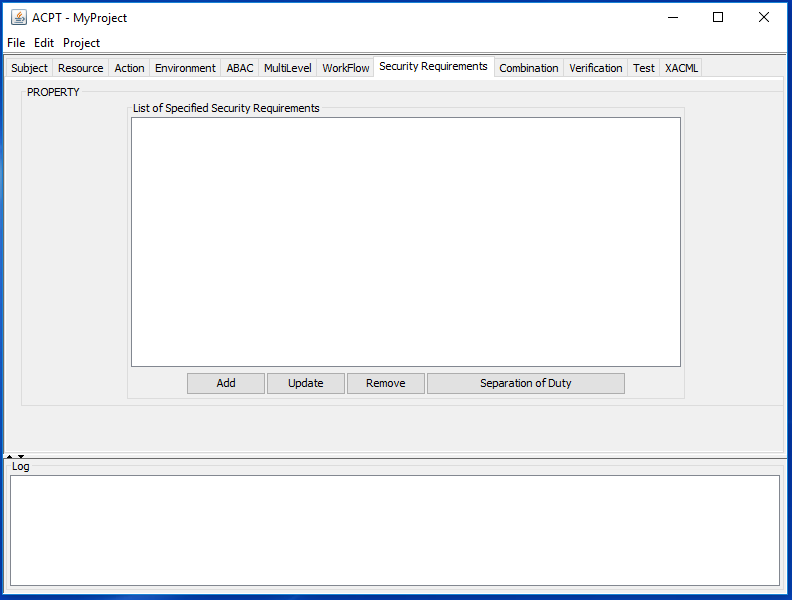 ACPT - MyProject
File Edit Project
Subject Resource Action Environment ABAC MultiLevel WorkFlow Security Requirements Combination Verification Test XACML
PROPERTY
List of Specified Security Requirements
Add Update Remove Separation of Duty
Log